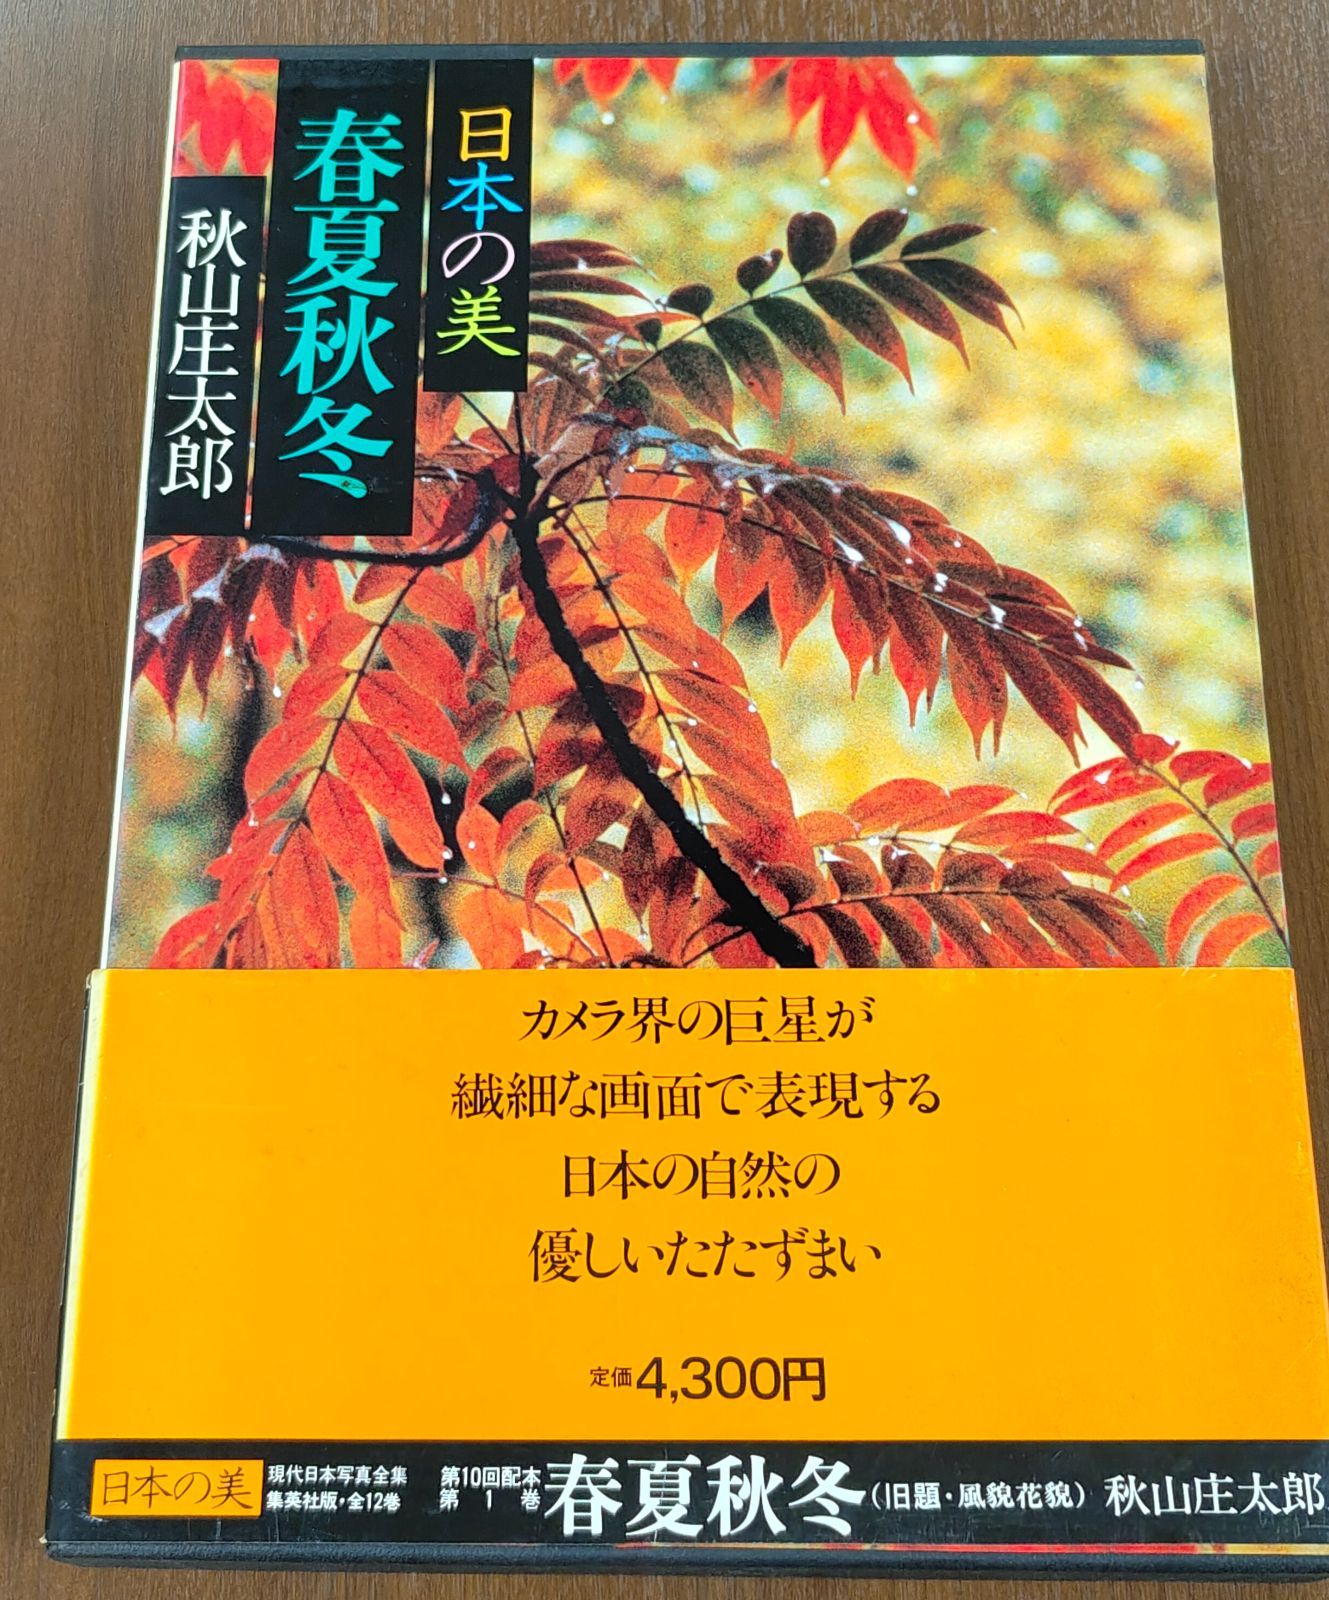 日本の美
春夏秋冬
秋山庄太郎
カメラ界の巨星が
繊細な画面で表現する
日本の自然の
優しいたたずまい
定価4,300円
日本の美
現代日本写真全集
集英社版・全12巻
第10回配本
第1巻
春夏秋冬(旧題・風貌花貌) 秋山庄太郎